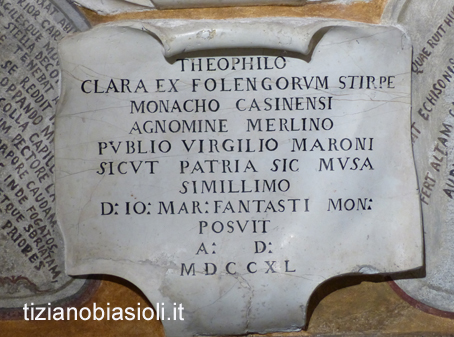 THEOPHILO
CLARA EX FOLENGORVM STIRPE
MONACHO CASINENSI
AGNOMINE MERLINO
PVBLIO VIRGILIO MARONI
SICVT PATRIA SIC MVSA
SIMILLIMO
D: IO: MAR: FANTASTI MON:
POSVIT
A: D:
MDCCXL
tizianobiasioli.it